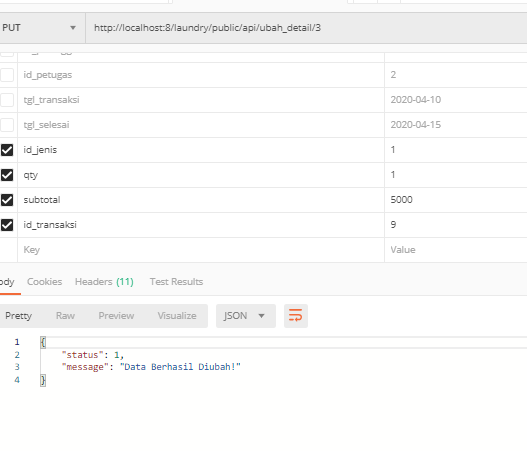 PUT http://localhost:8/laundry/public/api/ubah_detail/3
id_petugas 2
tgl_transaksi 2020-04-10
tgl_selesai 2020-04-15
id_jenis 1
qty 1
subtotal 5000
id_transaksi 9
Key Value
ody Cookies Headers (11) Test Results
Pretty Raw Preview Visualize JSON
1 {
2 "status": 1,
3 "message": "Data Berhasil Diubah!"
4 }